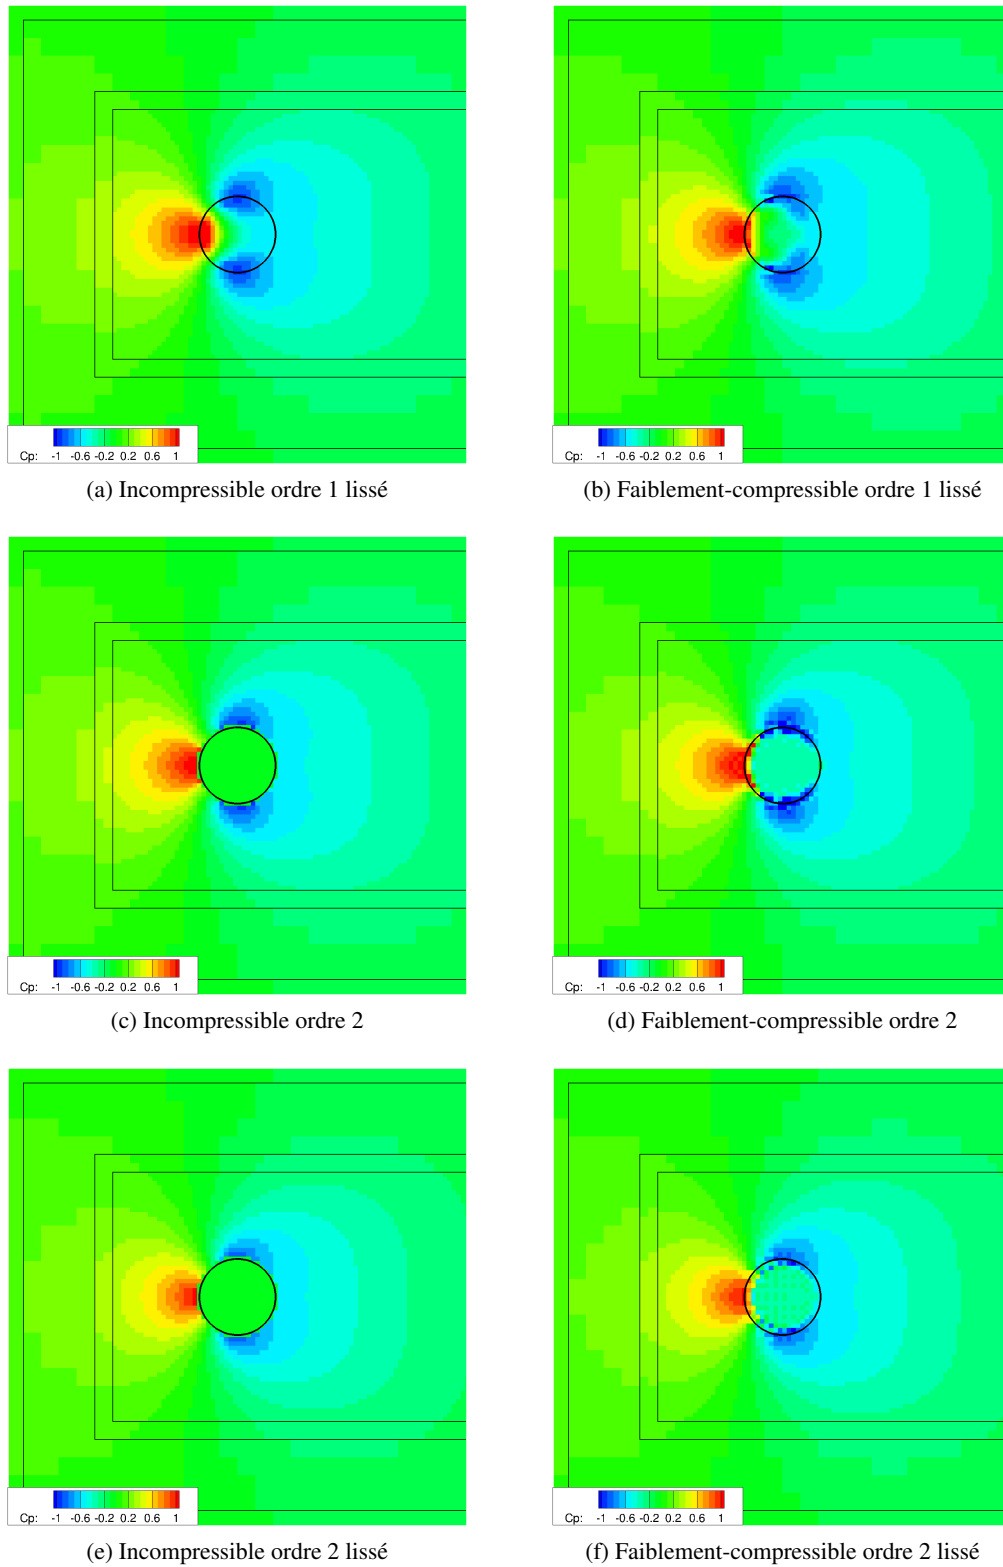 Cp: -1 -0.6 -0.2 0.2 0.6 1
Cp: -1 -0.6 -0.2 0.2 0.6 1
(a) Incompressible ordre 1 lissé
(b) Faiblement-compressible ordre 1 lissé
Cp: -1 -0.6 -0.2 0.2 0.6 1
Cp: -1 -0.6 -0.2 0.2 0.6 1
(c) Incompressible ordre 2
(d) Faiblement-compressible ordre 2
Cp: -1 -0.6 -0.2 0.2 0.6 1
Cp: -1 -0.6 -0.2 0.2 0.6 1
(e) Incompressible ordre 2 lissé
(f) Faiblement-compressible ordre 2 lissé